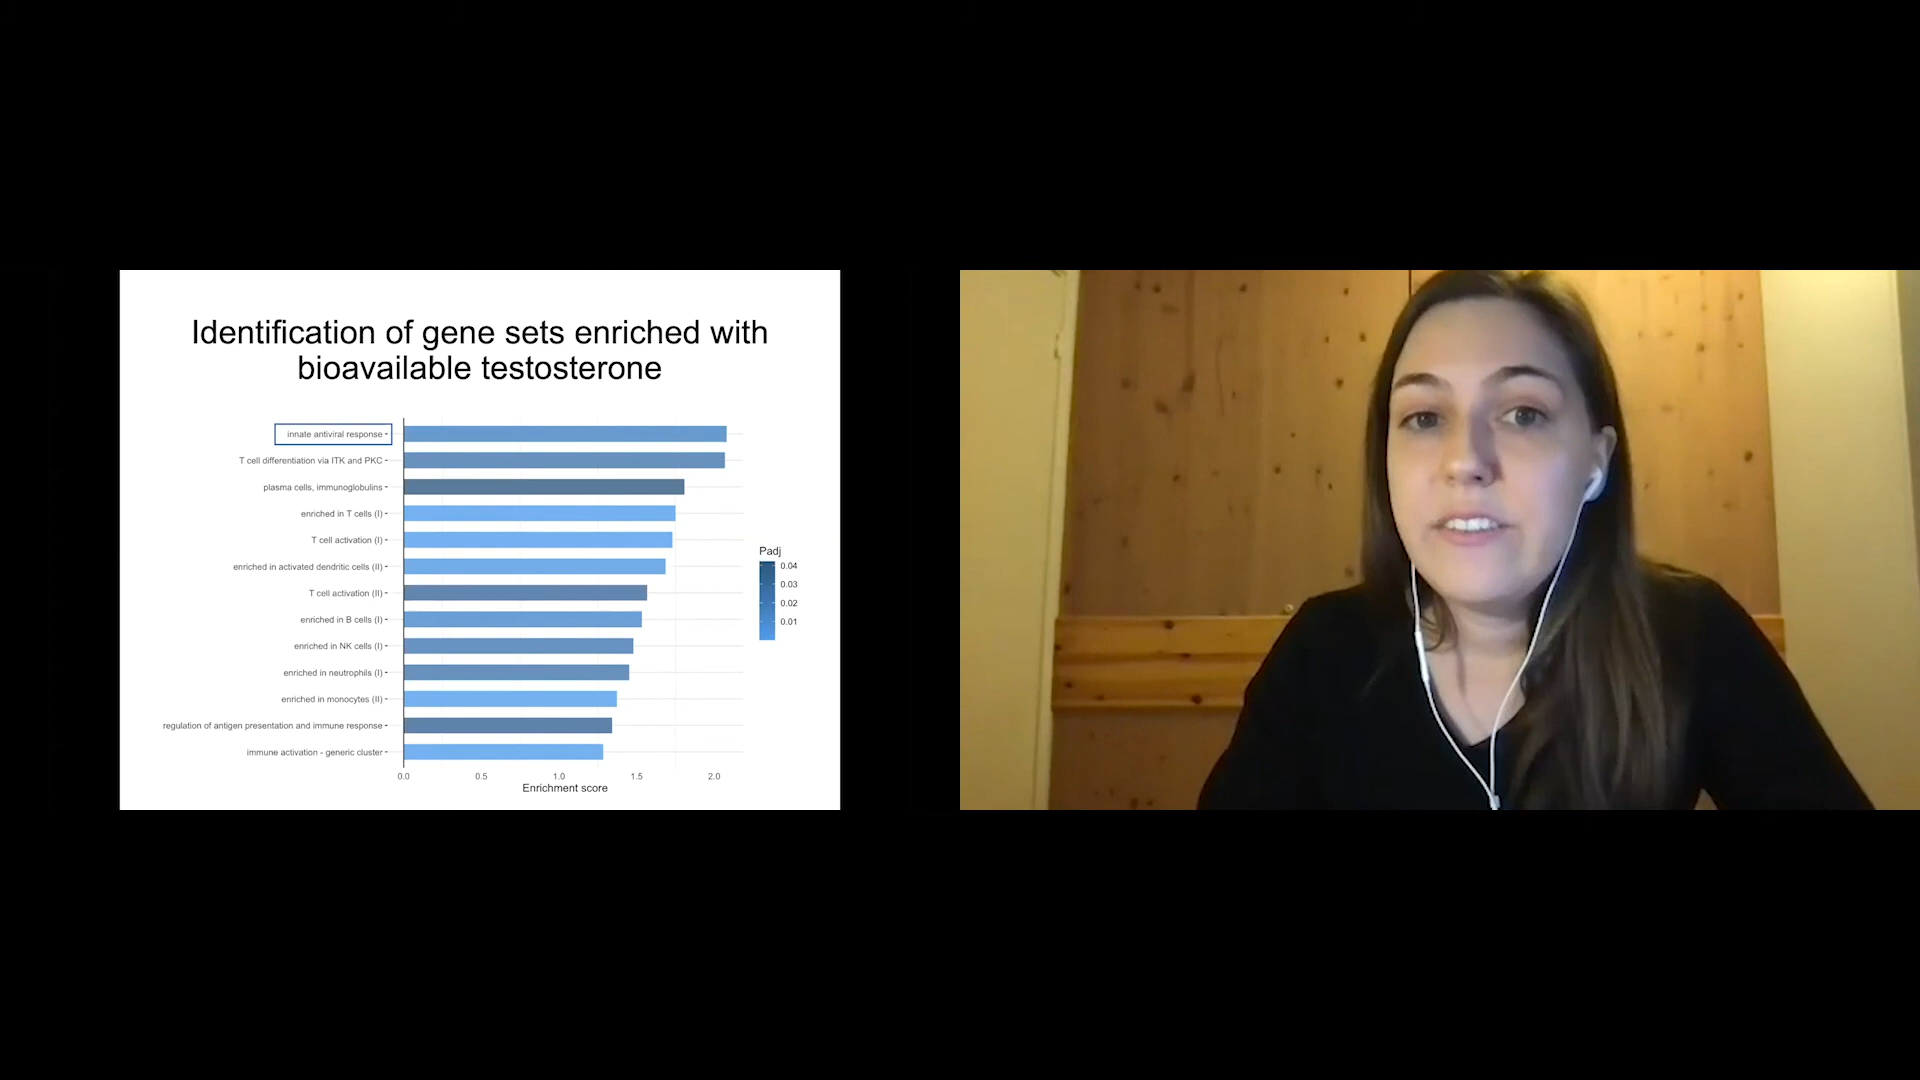 Identification of gene sets enriched with
bioavailable testosterone
innate antiviral response
T cell differentiation via ITK and PKC
plasma cells, immunoglobulins
enriched in T cells (I)
T cell activation (I)
enriched in activated dendritic cells (II)
T cell activation (II)
enriched in B cells (I)
enriched in NK cells (I)
enriched in neutrophils (I)
enriched in monocytes (II)
regulation of antigen presentation and immune response
immune activation - generic cluster
0.0 0.5 1.0 1.5 2.0
Enrichment score
Padj
0.04
0.03
0.02
0.01